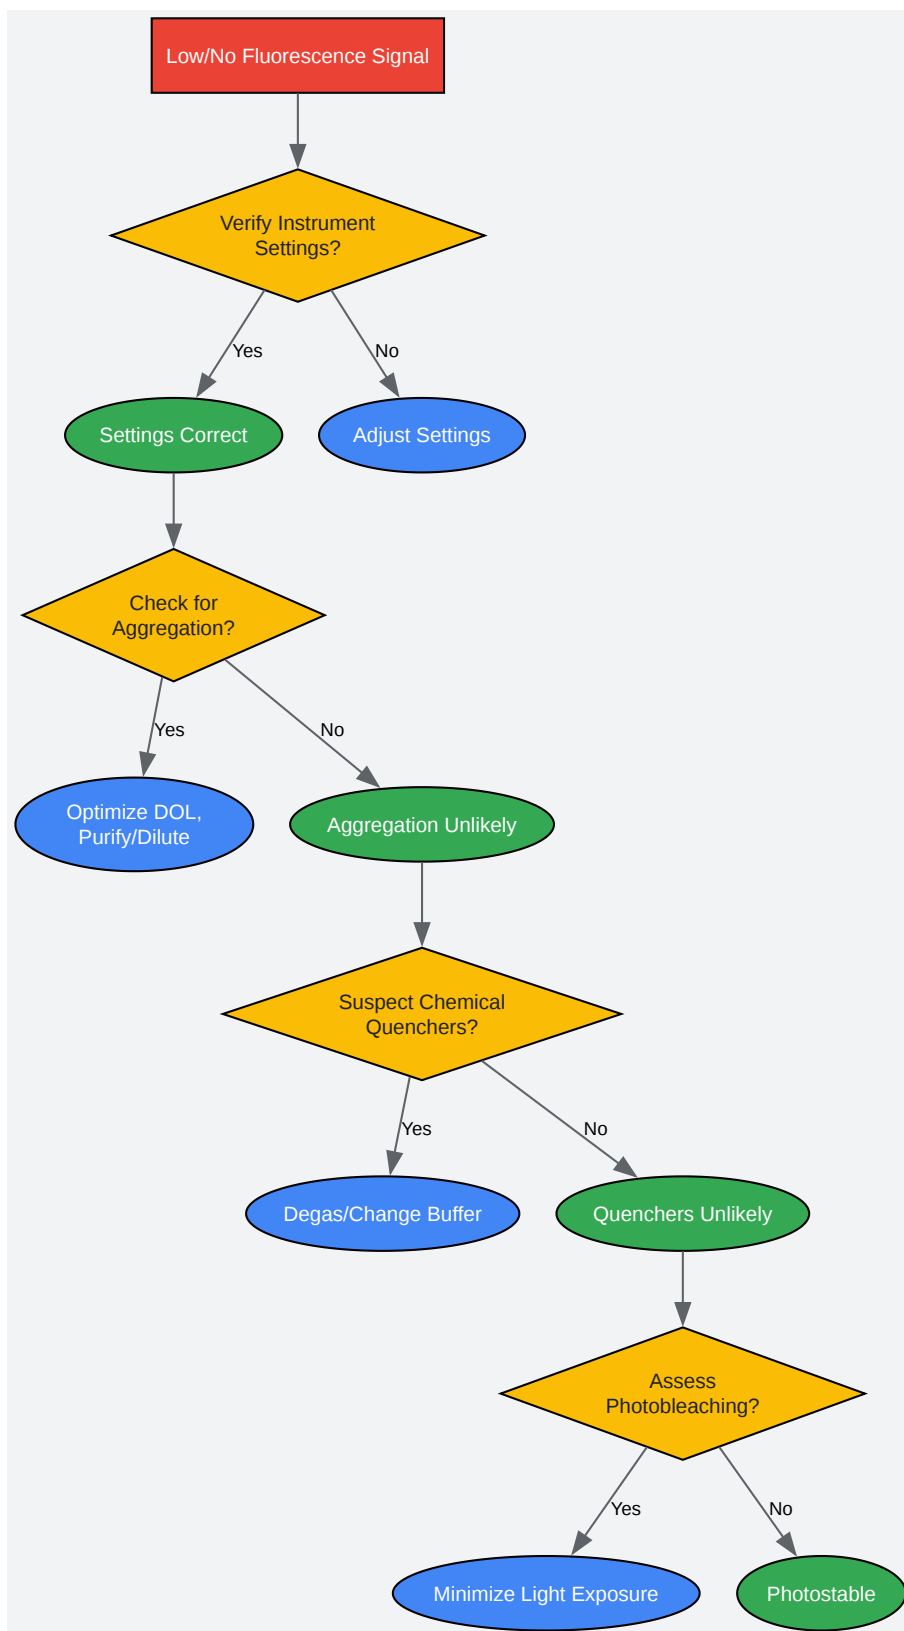 Low/No Fluorescence Signal
Verify Instrument
Settings?
Yes
No
Settings Correct
Adjust Settings
Check for
Aggregation?
Yes
No
Optimize DOL,
Purify/Dilute
Aggregation Unlikely
Suspect Chemical
Quenchers?
Yes
No
Degas/Change Buffer
Quenchers Unlikely
Assess
Photobleaching?
Yes
No
Minimize Light Exposure
Photostable